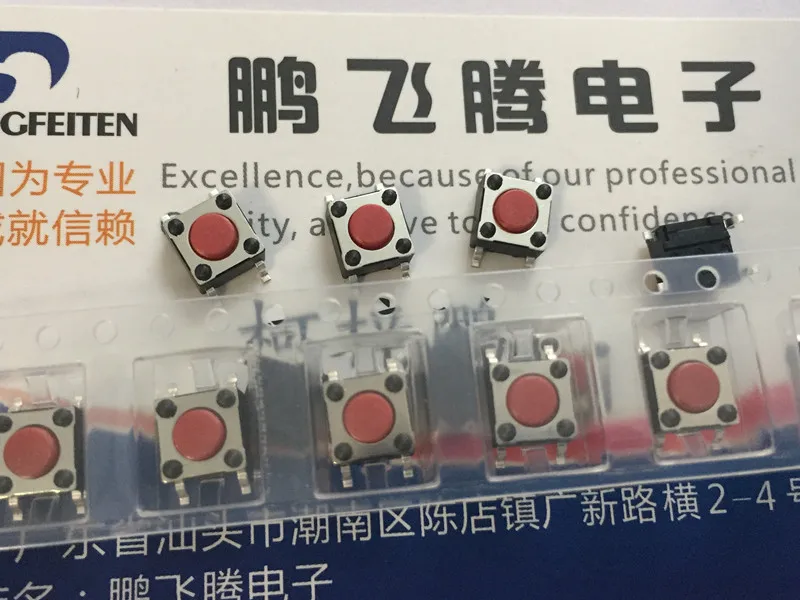 鹏飞腾电子
GFEITEN
为专业
Excellence,because of our professional
就信赖
confidence
广东省汕头市潮南区陈店镇广新路横2-4号
名：鹏飞腾电子